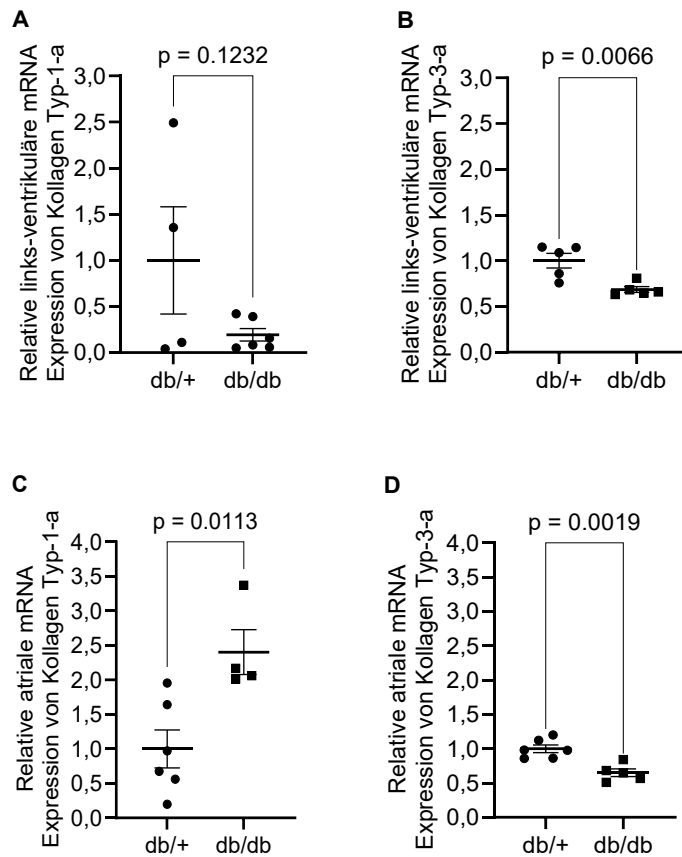 A
Relative links-ventrikuläre mRNA
Expression von Kollagen Typ-1-a
p = 0.1232
3,0
2,5
2,0
1,5
1,0
0,5
0,0
db/+ db/db
B
Relative links-ventrikuläre mRNA
Expression von Kollagen Typ-3-a
p = 0.0066
3,0
2,5
2,0
1,5
1,0
0,5
0,0
db/+ db/db
C
Relative atriale mRNA
Expression von Kollagen Typ-1-a
p = 0.0113
4,0
3,5
3,0
2,5
2,0
1,5
1,0
0,5
0,0
db/+ db/db
D
Relative atriale mRNA
Expression von Kollagen Typ-3-a
p = 0.0019
4,0
3,5
3,0
2,5
2,0
1,5
1,0
0,5
0,0
db/+ db/db